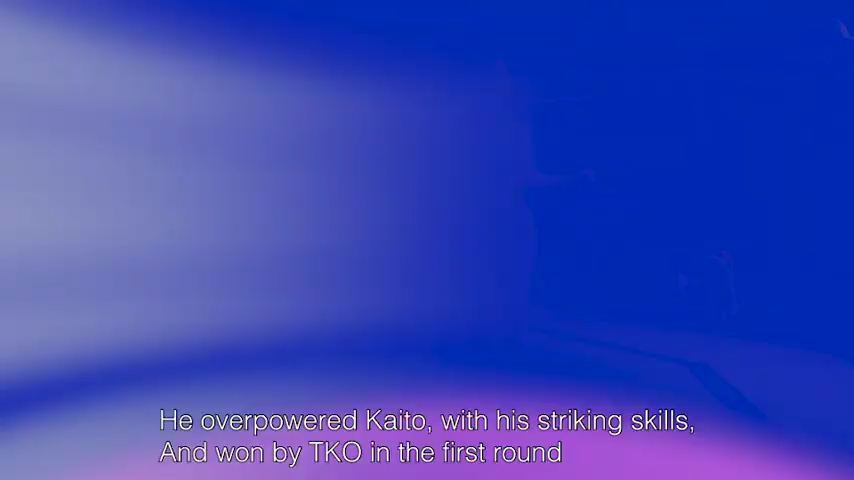 He overpowered Kaito, with his striking skills,
And won by TKO in the first round